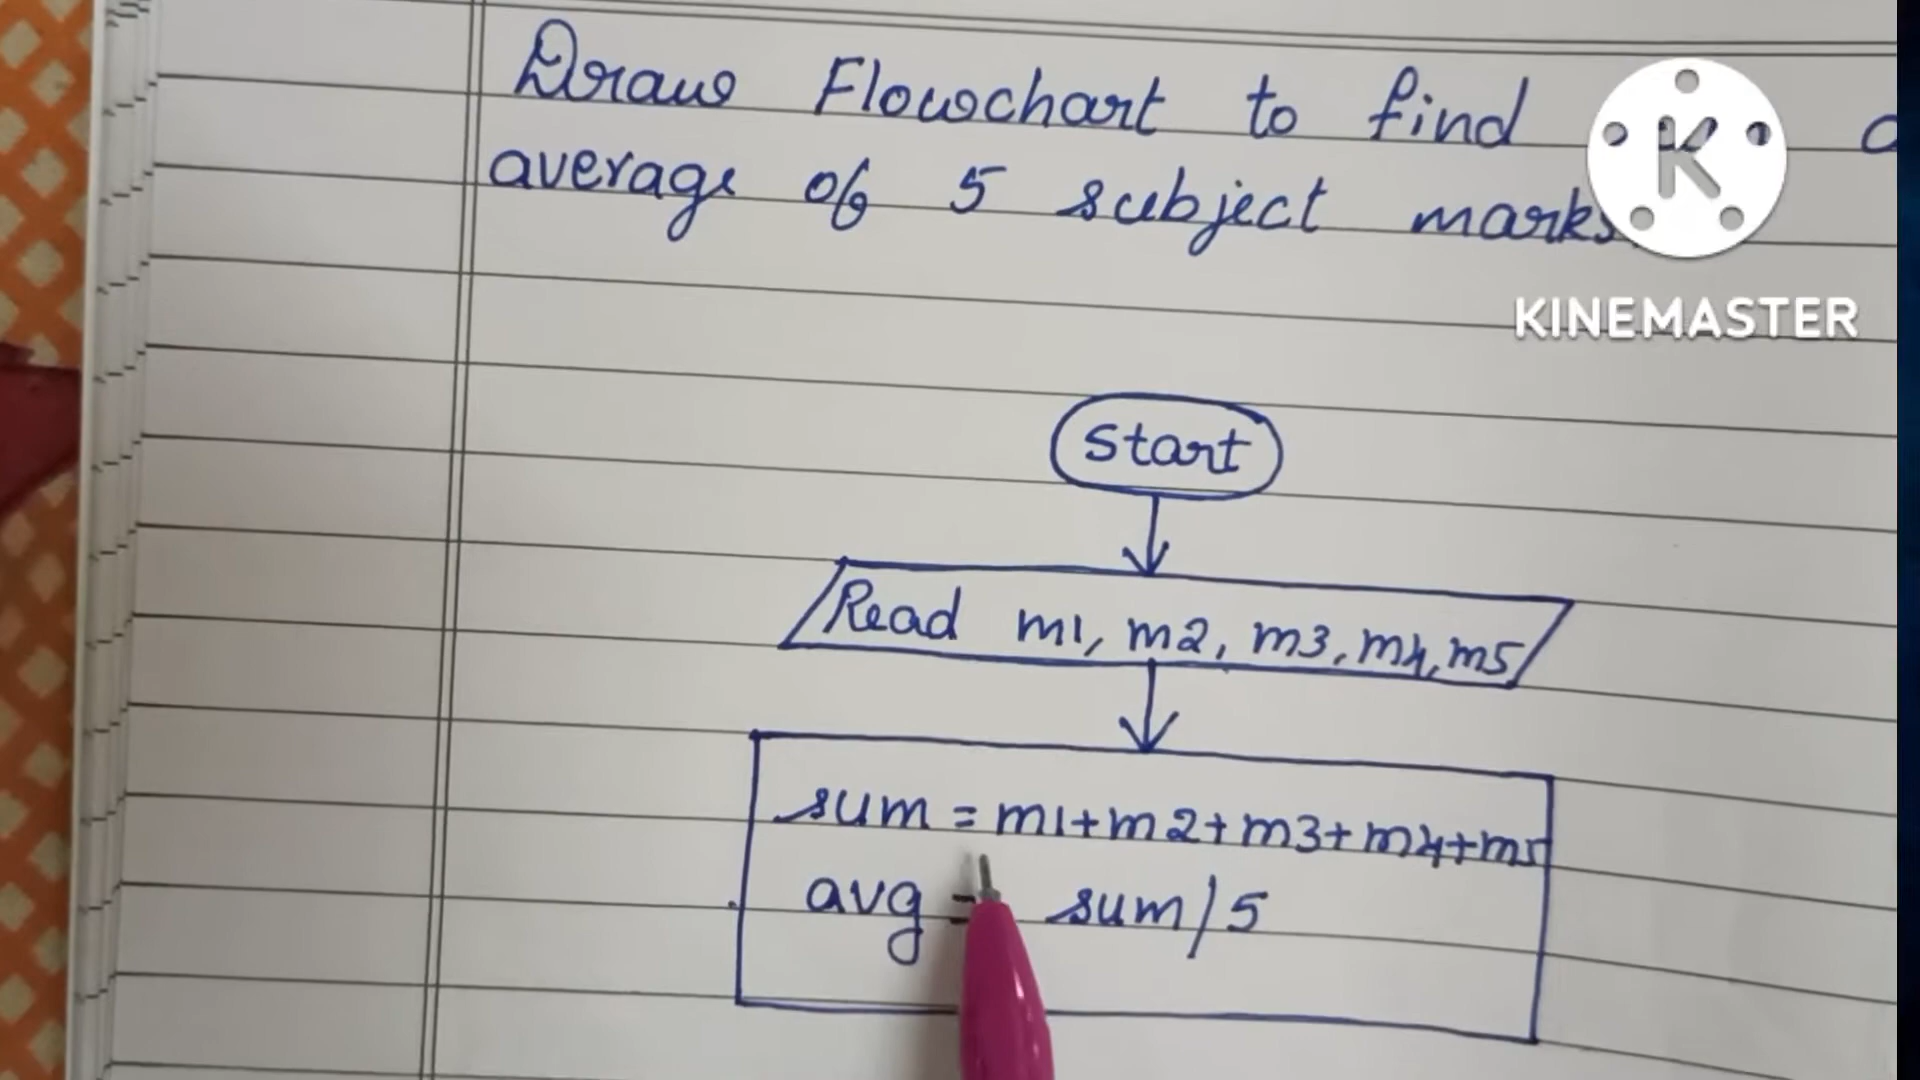 Draw Flowchart to find
average of 5 subject marks
KINEMASTER
Start
Read m1, m2, m3, m4, m5
sum = m1+m2+m3+m4+m5
avg = sum/5